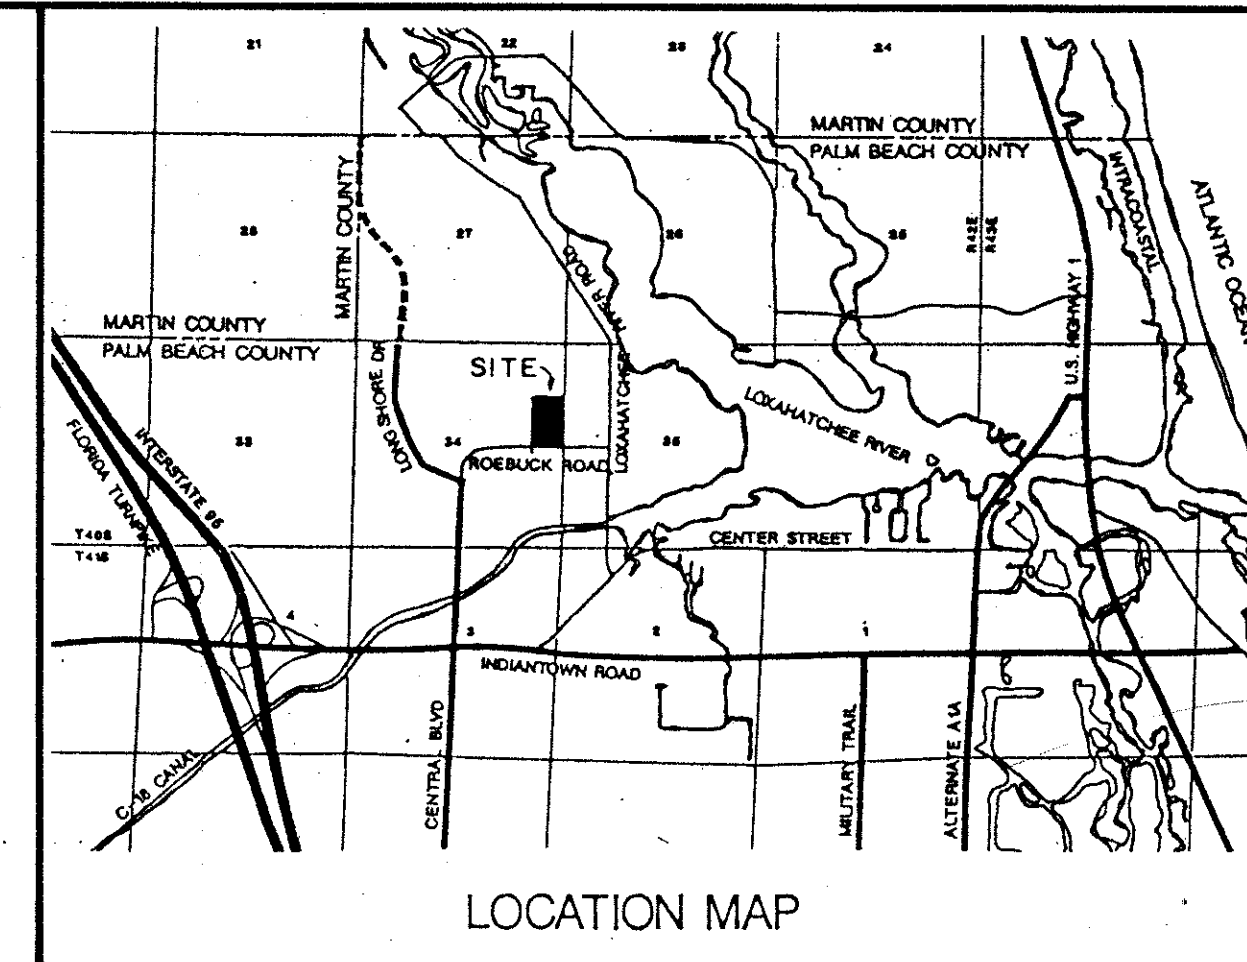 21
22
23
24
MARTIN COUNTY
PALM BEACH COUNTY
INTRACOASTAL
ATLANTIC OCEAN
MARTIN COUNTY
28
27
26
25
R42E
R43E
LOXAHATCHEE RIVER ROAD
U.S. HIGHWAY 1
MARTIN COUNTY
PALM BEACH COUNTY
SITE
LONG SHORE DR
LOXAHATCHEE RIVER
33
34
35
ROEBUCK ROAD
INTERSTATE 95
FLORIDA TURNPIKE
T40S
T41S
CENTER STREET
4
3
2
1
INDIANTOWN ROAD
C-18 CANAL
CENTRAL BLVD
MILITARY TRAIL
ALTERNATE A1A
LOCATION MAP